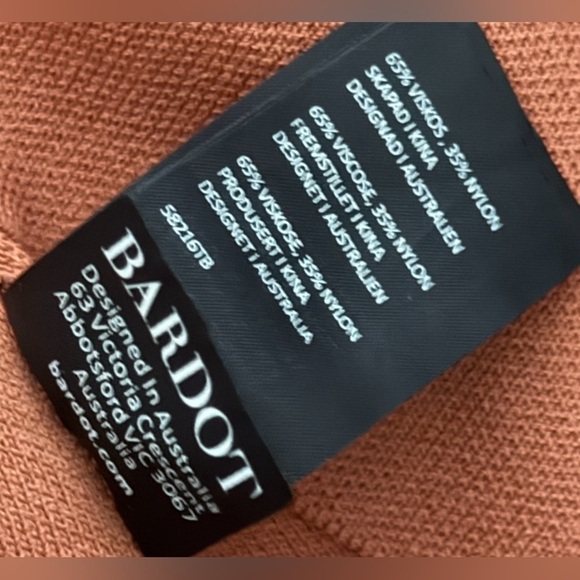 65% VISKOS , 35% NYLON
SKAPAD I KINA
DESIGNAD I AUSTRALIEN
65% VISCOSE, 35% NYLON
FREMSTILLET I KINA
DESIGNET I AUSTRALIEN
65% VISKOSE, 35% NYLON
PRODUSERT I KINA
DESIGNET I AUSTRALIA
58216TB
BARDOT
Designed In Australia
63 Victoria Crescent
Abbotsford VIC 3067
Australia
bardot.com